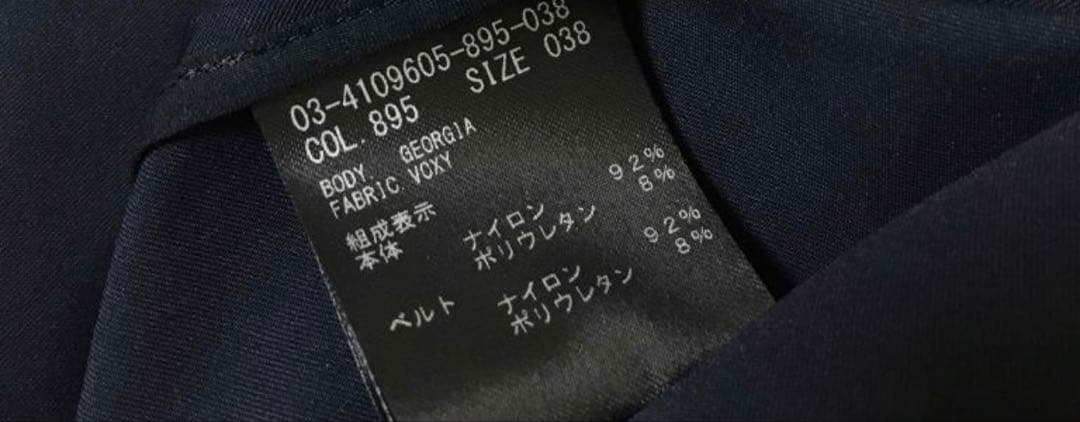 03-4109605-895-038
COL. 895 SIZE 038
BODY. GEORGIA
FABRIC VOXY
組成表示
本体 ナイロン 92%
ポリウレタン 8%
ベルト ナイロン 92%
ポリウレタン 8%